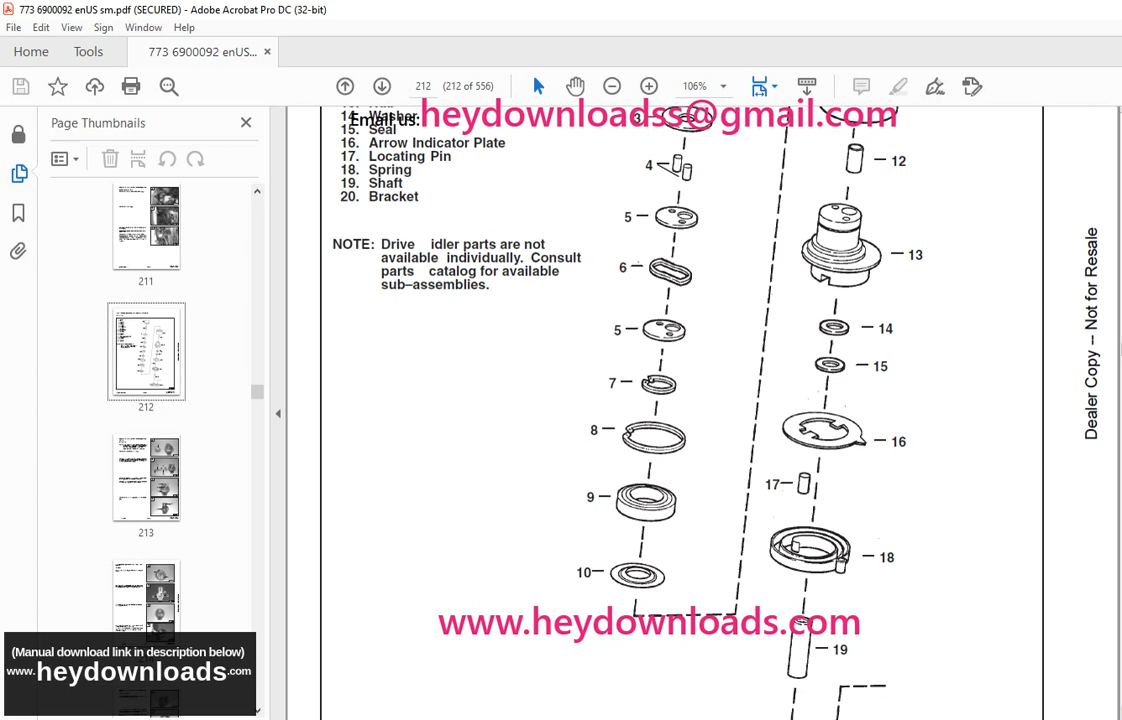 773 6900092 enUS sm.pdf (SECURED) - Adobe Acrobat Pro DC (32-bit)
File Edit View Sign Window Help
Home Tools 773 6900092 enUS... ×
212 (212 of 556) 106%
Page Thumbnails
211
212
213
(Manual download link in description below)
www.heydownloads.com
Email us: heydownloadss@gmail.com
14. Washer
15. Seal
16. Arrow Indicator Plate
17. Locating Pin
18. Spring
19. Shaft
20. Bracket
NOTE: Drive idler parts are not
available individually. Consult
parts catalog for available
sub–assemblies.
3
4
5
6
5
7
8
9
10
12
13
14
15
16
17
18
19
www.heydownloads.com
Dealer Copy – Not for Resale